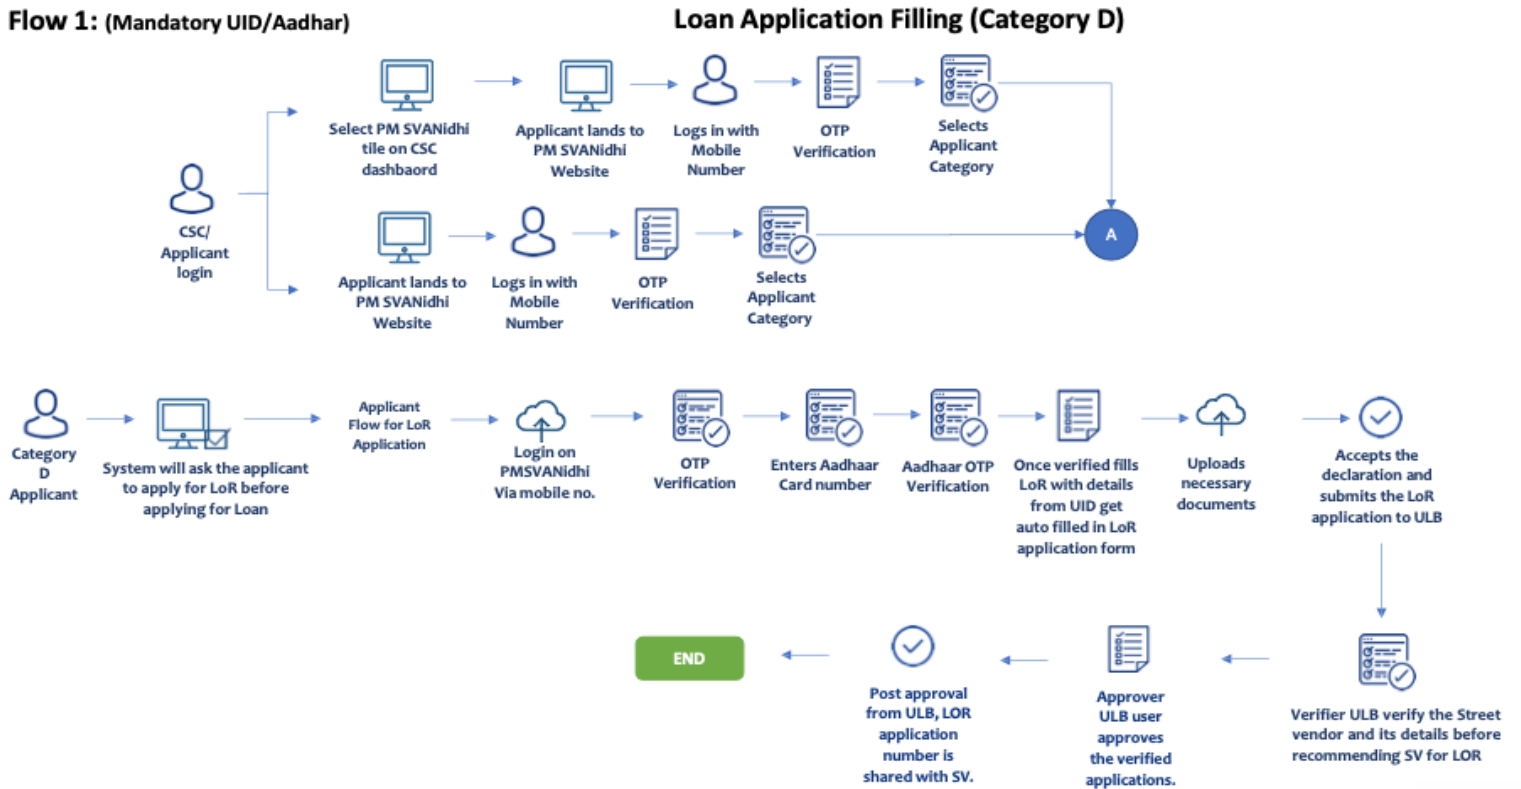 Flow 1: (Mandatory UID/Aadhar)
Loan Application Filling (Category D)
CSC/
Applicant
login
Select PM SVANidhi
tile on CSC
dashbaord
Applicant lands to
PM SVANidhi
Website
Logs in with
Mobile
Number
OTP
Verification
Selects
Applicant
Category
Applicant lands to
PM SVANidhi
Website
Logs in with
Mobile
Number
OTP
Verification
Selects
Applicant
Category
A
Category
D
Applicant
System will ask the applicant
to apply for LoR before
applying for Loan
Applicant
Flow for LoR
Application
Login on
PMSVANidhi
Via mobile no.
OTP
Verification
Enters Aadhaar
Card number
Aadhaar OTP
Verification
Once verified fills
LoR with details
from UID get
auto filled in LoR
application form
Uploads
necessary
documents
Accepts the
declaration and
submits the LoR
application to ULB
Verifier ULB verify the Street
vendor and its details before
recommending SV for LOR
Approver
ULB user
approves
the verified
applications.
Post approval
from ULB, LOR
application
number is
shared with SV.
END